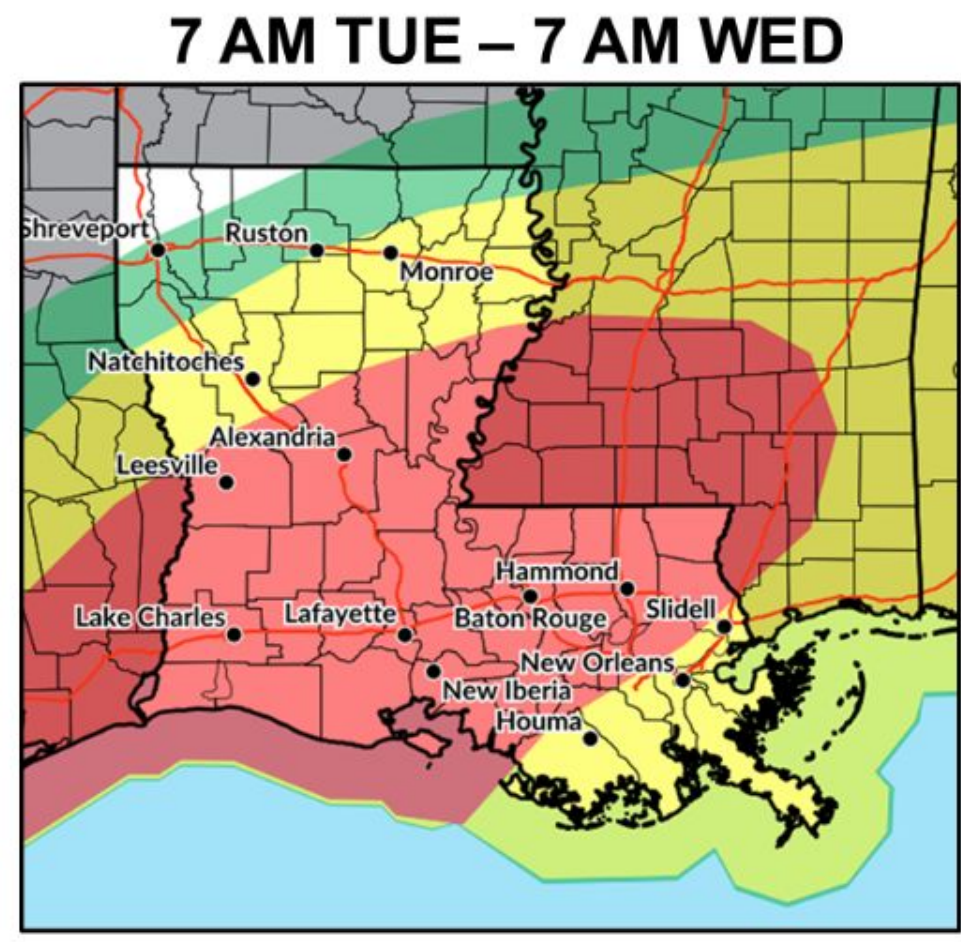 7 AM TUE – 7 AM WED
Shreveport
Ruston
Monroe
Natchitoches
Alexandria
Leesville
Hammond
Lake Charles
Lafayette
Baton Rouge
Slidell
New Orleans
New Iberia
Houma